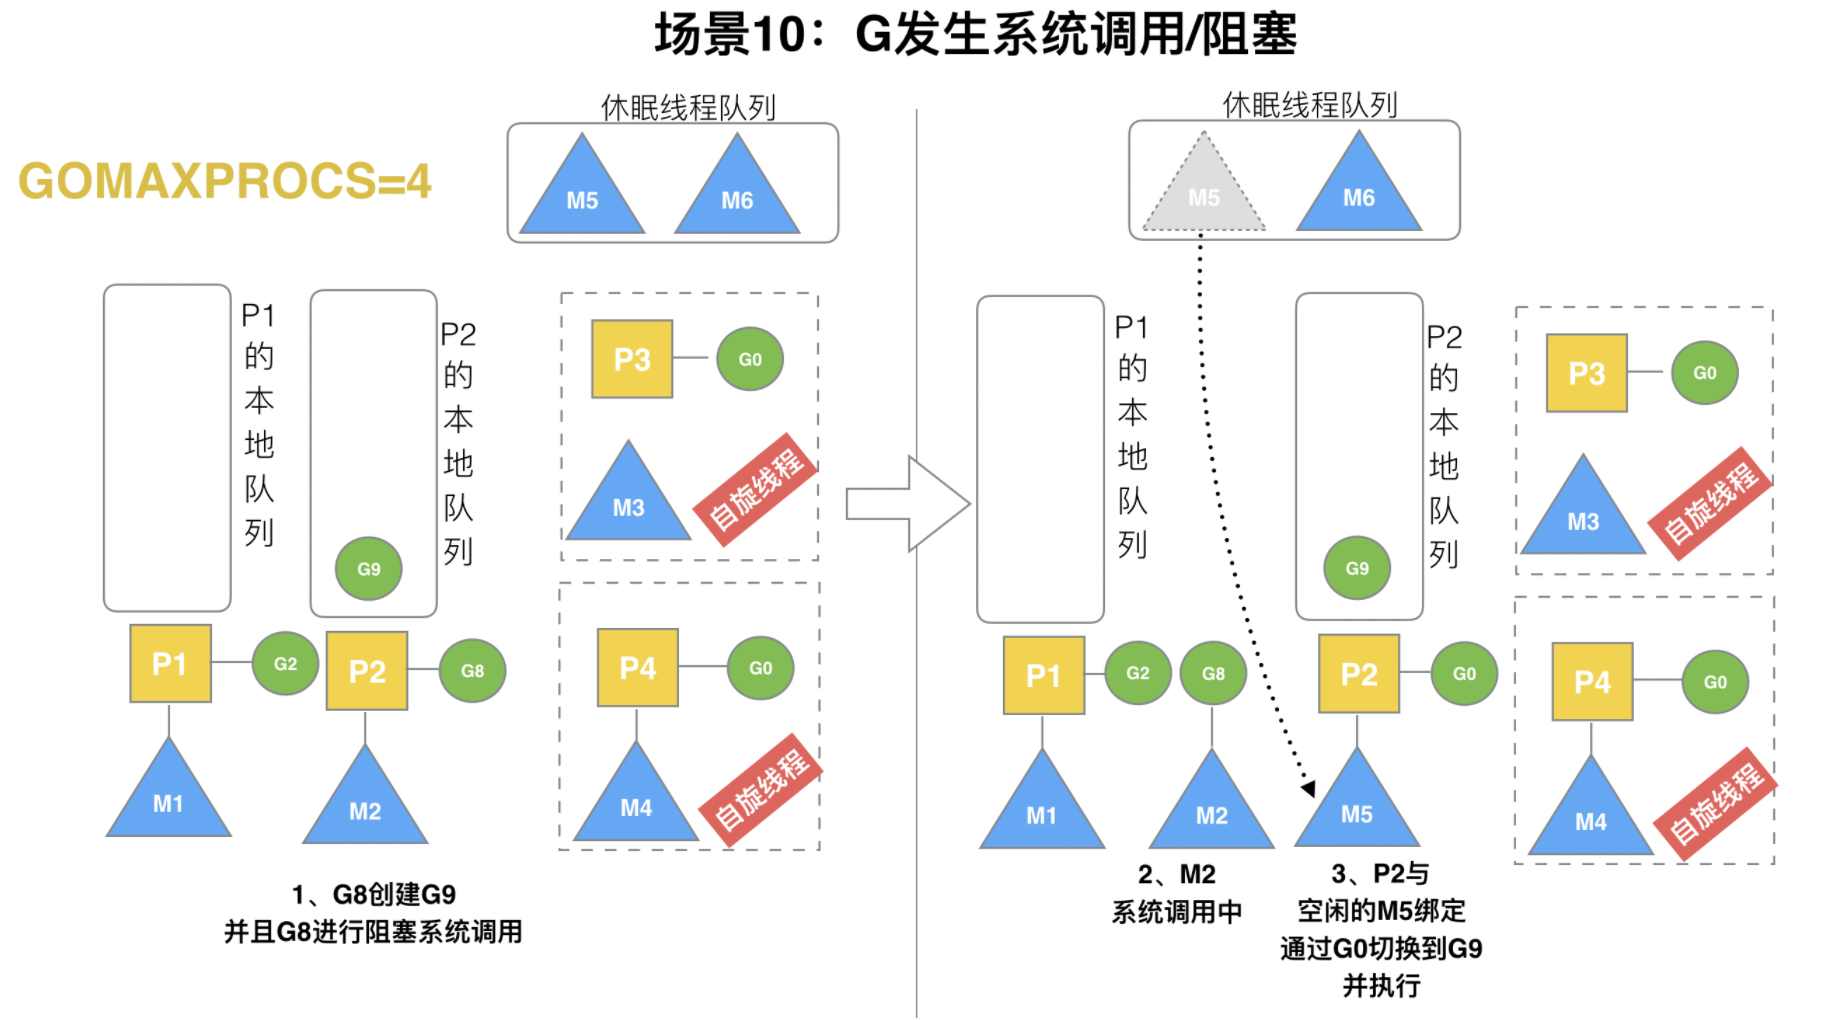 场景10：G发生系统调用/阻塞
GOMAXPROCS=4
休眠线程队列
M5
M6
P1的本地队列
P2的本地队列
G9
P3
G0
M3
自旋线程
P1
G2
P2
G8
P4
G0
M1
M2
M4
自旋线程
1、G8创建G9
并且G8进行阻塞系统调用
休眠线程队列
M5
M6
P1的本地队列
P2的本地队列
G9
P3
G0
M3
自旋线程
P1
G2
G8
P2
G0
P4
G0
M1
M2
M5
M4
自旋线程
2、M2
系统调用中
3、P2与
空闲的M5绑定
通过G0切换到G9
并执行